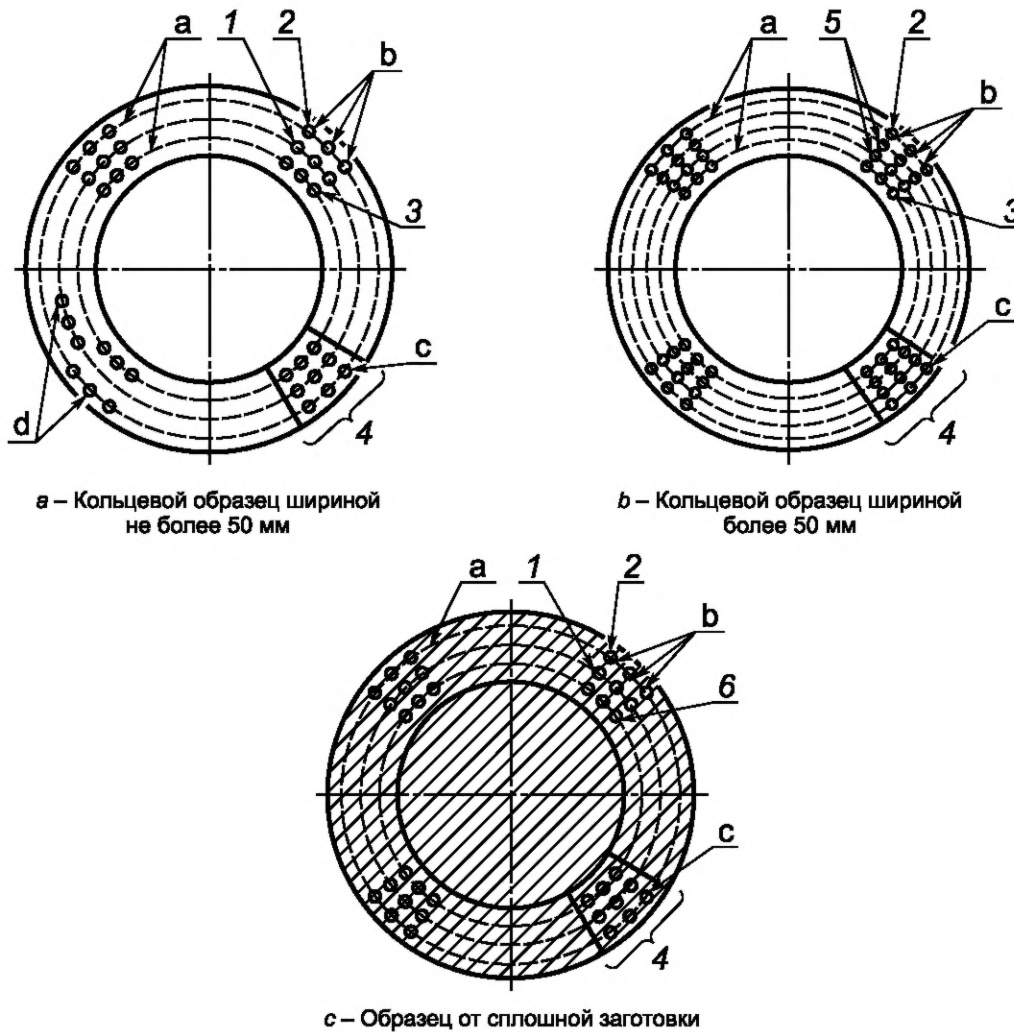 a 1 2 b
3
c
d
4
a – Кольцевой образец шириной
не более 50 мм
a 5 2
b
3
c
4
b – Кольцевой образец шириной
более 50 мм
a 1 2
b
6
c
4
c – Образец от сплошной заготовки